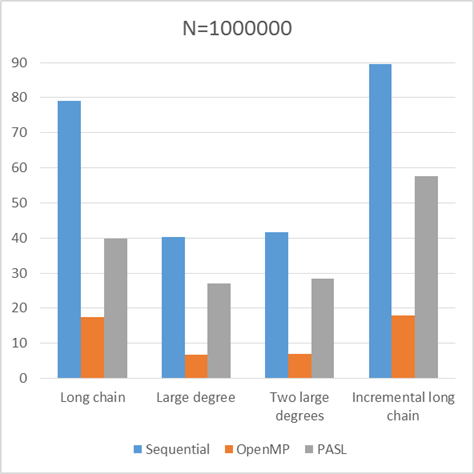 N=1000000
90
80
70
60
50
40
30
20
10
0
Long chain
Large degree
Two large
degrees
Incremental long
chain
Sequential
OpenMP
PASL